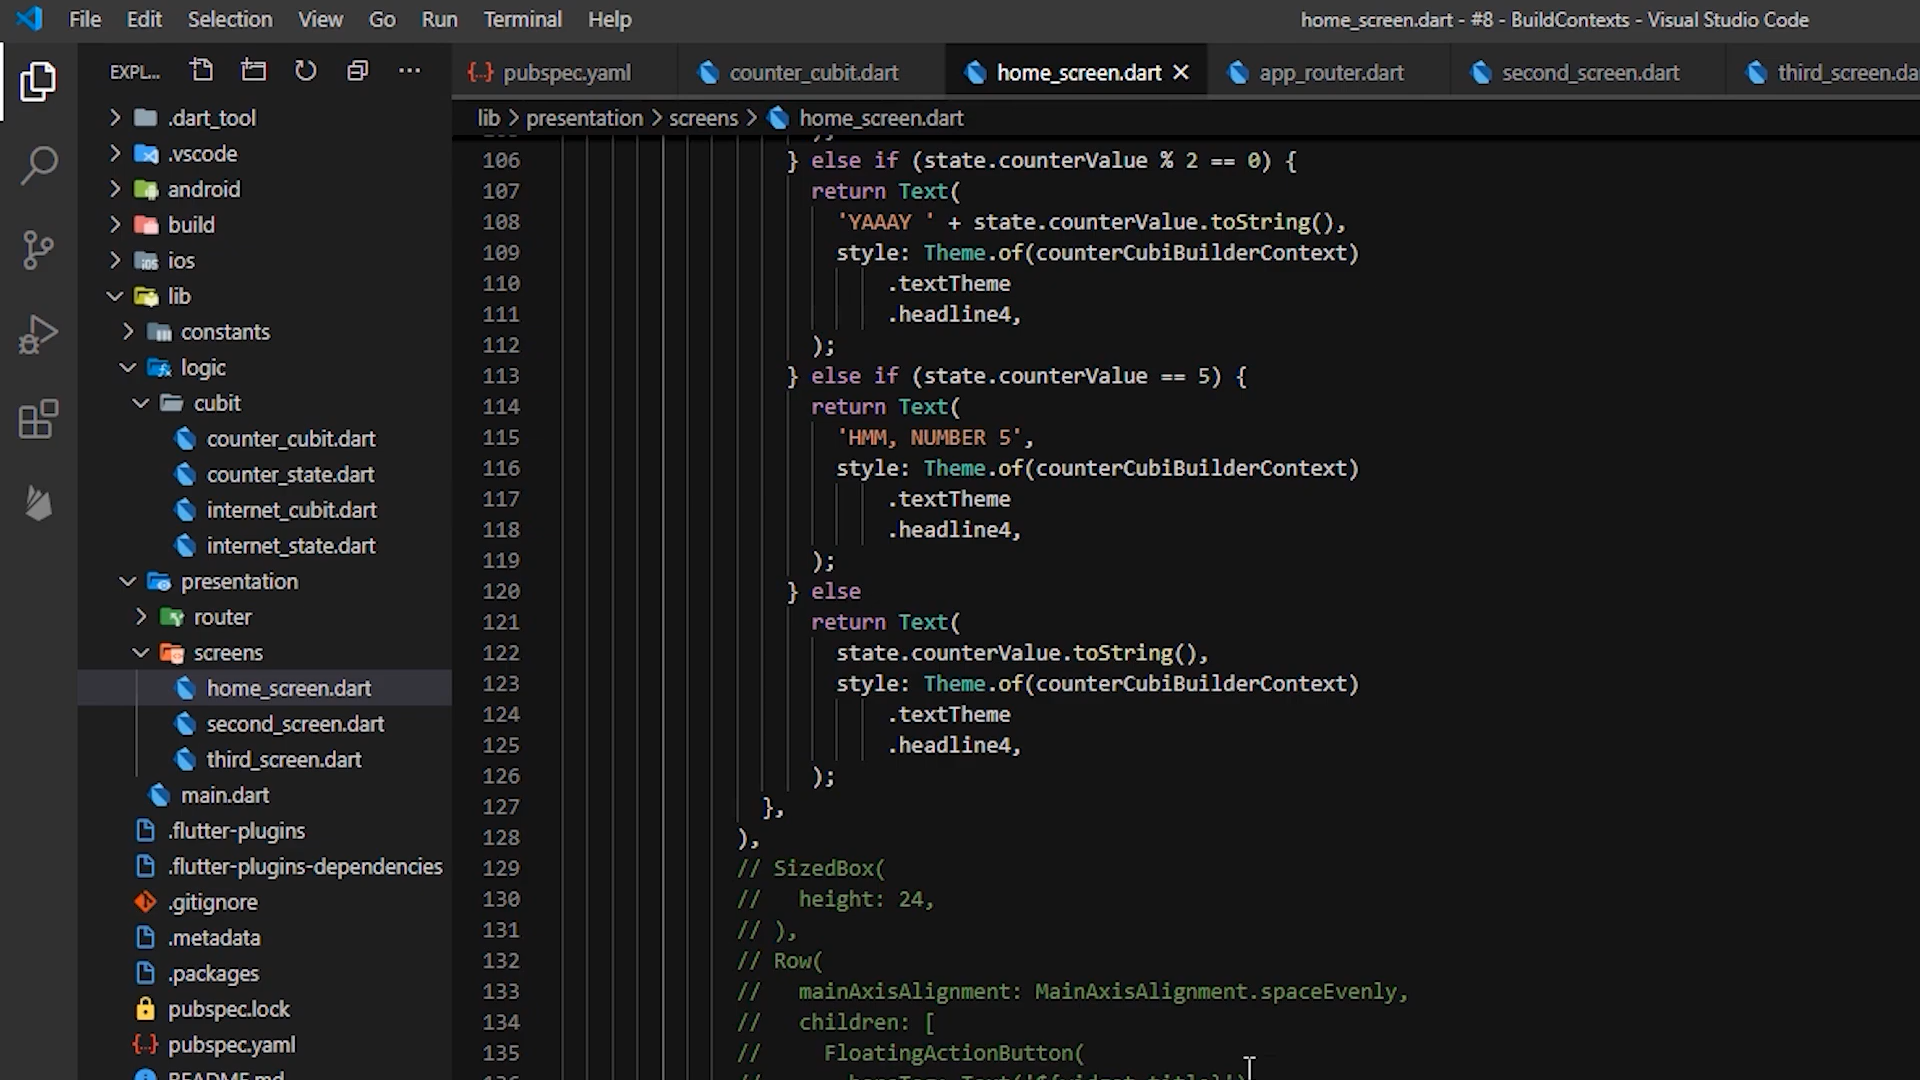 File Edit Selection View Go Run Terminal Help
home_screen.dart - #8 - BuildContexts - Visual Studio Code
EXPL...
.dart_tool
.vscode
android
build
ios
lib
constants
logic
cubit
counter_cubit.dart
counter_state.dart
internet_cubit.dart
internet_state.dart
presentation
router
screens
home_screen.dart
second_screen.dart
third_screen.dart
main.dart
.flutter-plugins
.flutter-plugins-dependencies
.gitignore
.metadata
.packages
pubspec.lock
pubspec.yaml
README.md
pubspec.yaml
counter_cubit.dart
home_screen.dart
app_router.dart
second_screen.dart
third_screen.da
lib > presentation > screens > home_screen.dart
106 } else if (state.counterValue % 2 == 0) {
107 return Text(
108 'YAAAY ' + state.counterValue.toString(),
109 style: Theme.of(counterCubiBuilderContext)
110 .textTheme
111 .headline4,
112 );
113 } else if (state.counterValue == 5) {
114 return Text(
115 'HMM, NUMBER 5',
116 style: Theme.of(counterCubiBuilderContext)
117 .textTheme
118 .headline4,
119 );
120 } else
121 return Text(
122 state.counterValue.toString(),
123 style: Theme.of(counterCubiBuilderContext)
124 .textTheme
125 .headline4,
126 );
127 },
128 ),
129 // SizedBox(
130 //   height: 24,
131 // ),
132 // Row(
133 //   mainAxisAlignment: MainAxisAlignment.spaceEvenly,
134 //   children: [
135 //     FloatingActionButton(